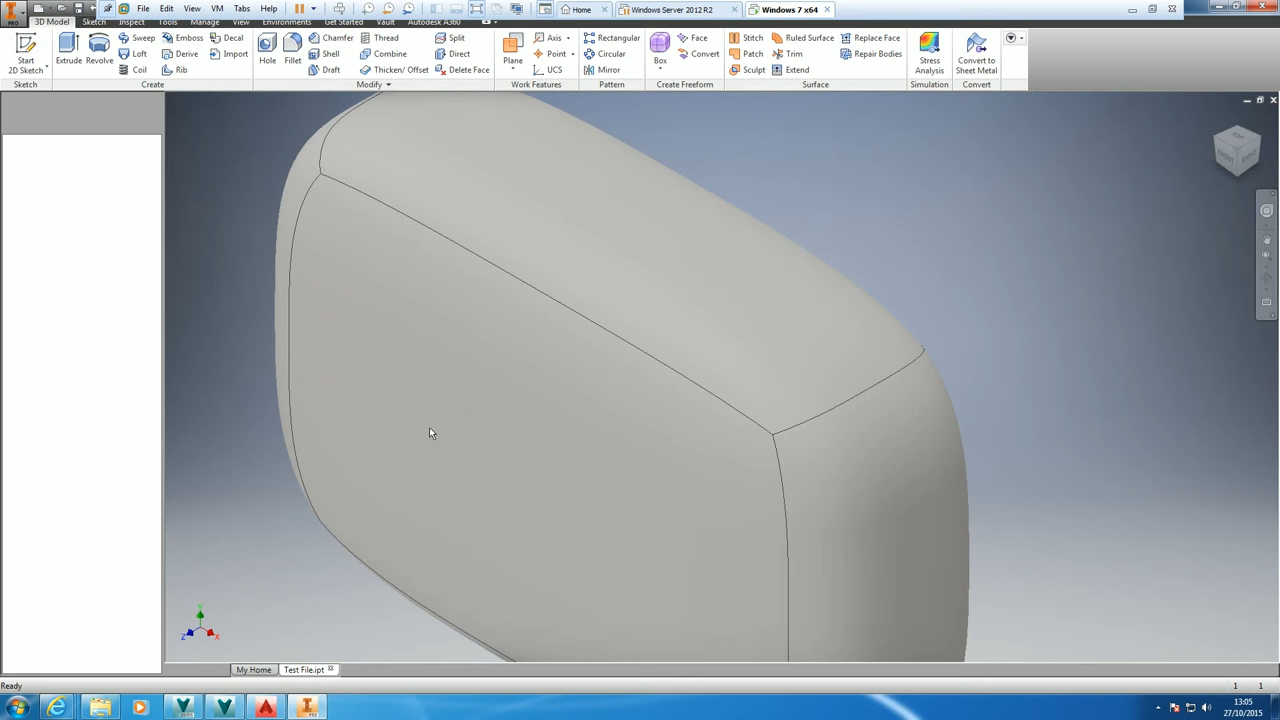 File Edit View VM Tabs Help Home Windows Server 2012 R2 Windows 7 x64
PRO 3D Model Sketch Inspect Tools Manage View Environments Get Started Vault Autodesk A360
Start
2D Sketch
Extrude
Revolve
Sweep
Loft
Coil
Emboss
Derive
Rib
Decal
Import
Hole
Fillet
Chamfer
Shell
Draft
Thread
Combine
Thicken/ Offset
Split
Direct
Delete Face
Plane
Axis
Point
UCS
Rectangular
Circular
Mirror
Box
Face
Convert
Stitch
Patch
Sculpt
Ruled Surface
Trim
Extend
Replace Face
Repair Bodies
Stress
Analysis
Convert to
Sheet Metal
Sketch Create Modify Work Features Pattern Create Freeform Surface Simulation Convert
TOP
FRONT RIGHT
Y
Z X
My Home Test File.ipt
Ready 1 1
13:05
27/10/2015